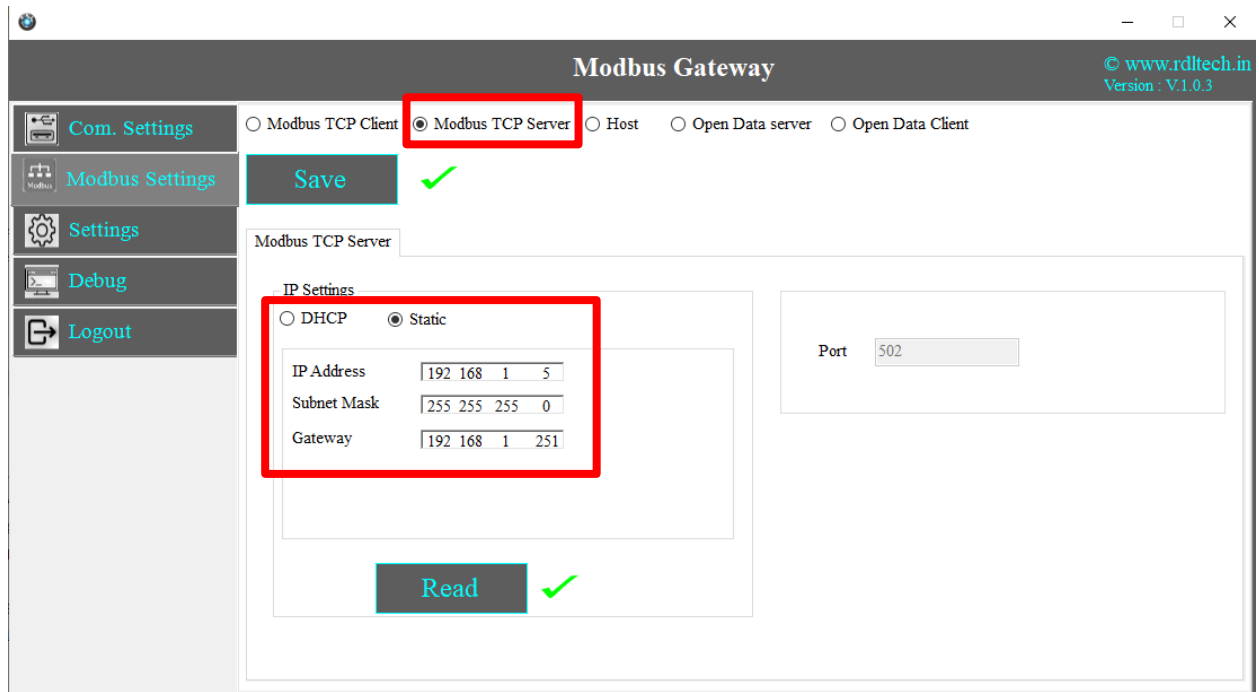 Modbus Gateway
© www.rdltech.in
Version : V.1.0.3
Com. Settings
Modbus Settings
Modbus
Settings
Debug
Logout
Modbus TCP Client Modbus TCP Server Host Open Data server Open Data Client
Save
Modbus TCP Server
IP Settings
DHCP Static
IP Address 192 168 1 5
Subnet Mask 255 255 255 0
Gateway 192 168 1 251
Read
Port 502